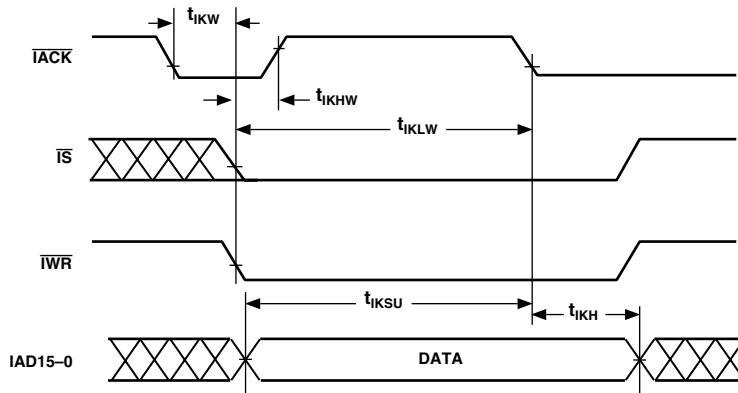 tIKW
IACK
tIKHW
tIKLW
IS
IWR
tIKSU
tIKH
IAD15–0
DATA